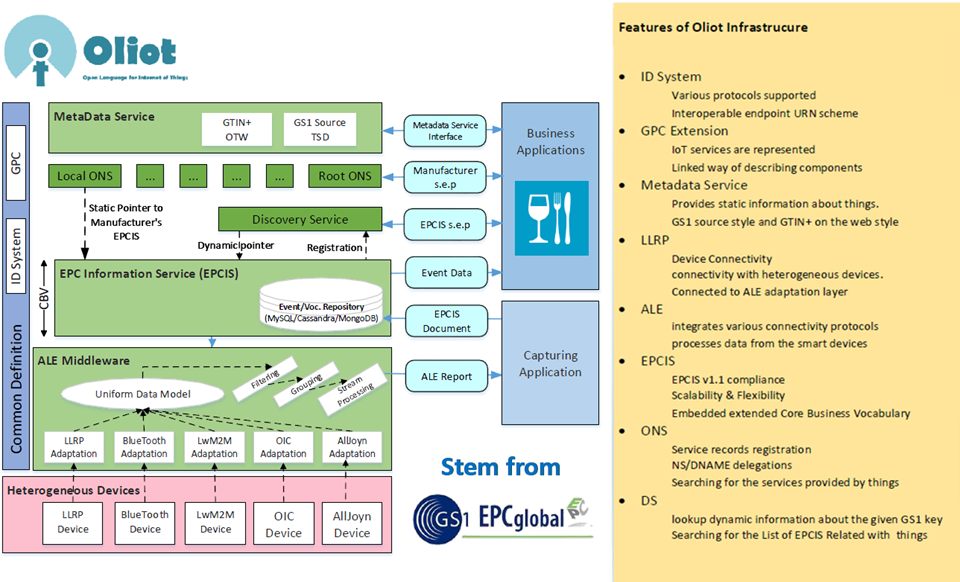 Oliot
Open Language for Internet of Things
Common Definition
ID System
GPC
MetaData Service
GTIN+
OTW
GS1 Source
TSD
Metadata Service
Interface
Business
Applications
Local ONS
...
...
...
...
Root ONS
Manufacturer
s.e.p
Static Pointer to
Manufacturer's
EPCIS
Discovery Service
EPCIS s.e.p
Dynamic pointer
Registration
CBV
EPC Information Service (EPCIS)
Event/Voc. Repository
(MySQL/Cassandra/MongoDB)
Event Data
EPCIS
Document
Capturing
Application
ALE Middleware
Uniform Data Model
Filtering
Grouping
Stream
Processing
ALE Report
LLRP
Adaptation
BlueTooth
Adaptation
LwM2M
Adaptation
OIC
Adaptation
AllJoyn
Adaptation
Heterogeneous Devices
LLRP
Device
BlueTooth
Device
LwM2M
Device
OIC
Device
AllJoyn
Device
Stem from
GS1 EPCglobal
EPC
Features of Oliot Infrastrucure
• ID System
Various protocols supported
Interoperable endpoint URN scheme
• GPC Extension
IoT services are represented
Linked way of describing components
• Metadata Service
Provides static information about things.
GS1 source style and GTIN+ on the web style
• LLRP
Device Connectivity
connectivity with heterogeneous devices.
Connected to ALE adaptation layer
• ALE
integrates various connectivity protocols
processes data from the smart devices
• EPCIS
EPCIS v1.1 compliance
Scalability & Flexibility
Embedded extended Core Business Vocabulary
• ONS
Service records registration
NS/DNAME delegations
Searching for the services provided by things
• DS
lookup dynamic information about the given GS1 key
Searching for the List of EPCIS Related with things